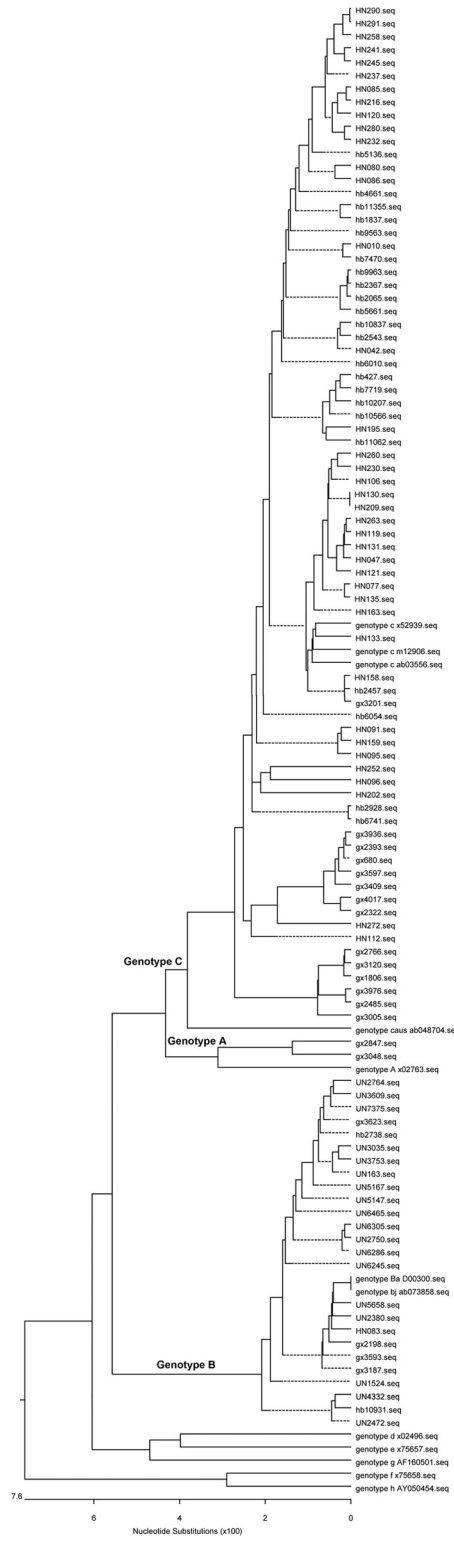 HN290.seq
HN291.seq
HN258.seq
HN241.seq
HN245.seq
HN237.seq
HN085.seq
HN216.seq
HN120.seq
HN280.seq
HN232.seq
hb5136.seq
HN080.seq
HN086.seq
hb4661.seq
hb11355.seq
hb1837.seq
hb9563.seq
HN010.seq
hb7470.seq
hb9963.seq
hb2367.seq
hb2065.seq
hb5661.seq
hb10837.seq
hb2543.seq
HN042.seq
hb6010.seq
hb427.seq
hb7719.seq
hb10207.seq
hb10566.seq
HN195.seq
hb11062.seq
HN260.seq
HN230.seq
HN106.seq
HN130.seq
HN209.seq
HN263.seq
HN119.seq
HN131.seq
HN047.seq
HN121.seq
HN077.seq
HN135.seq
HN163.seq
genotype c x52939.seq
HN133.seq
genotype c m12906.seq
genotype c ab03556.seq
HN158.seq
hb2457.seq
gx3201.seq
hb6054.seq
HN091.seq
HN159.seq
HN095.seq
HN252.seq
HN096.seq
HN202.seq
hb2928.seq
hb6741.seq
gx3936.seq
gx2393.seq
gx680.seq
gx3597.seq
gx3409.seq
gx4017.seq
gx2322.seq
HN272.seq
HN112.seq
gx2766.seq
Genotype C
gx3120.seq
gx1806.seq
gx3976.seq
gx2485.seq
gx3005.seq
genotype caus ab048704.se
Genotype A
gx2847.seq
gx3048.seq
genotype A x02763.seq
UN2764.seq
UN3609.seq
UN7375.seq
gx3623.seq
hb2738.seq
UN3035.seq
UN3753.seq
UN163.seq
UN5167.seq
UN5147.seq
UN6465.seq
UN6305.seq
UN2750.seq
UN6286.seq
UN6245.seq
genotype Ba D00300.seq
genotype bj ab073858.seq
UN5658.seq
UN2380.seq
HN083.seq
gx2198.seq
gx3593.seq
Genotype B
gx3187.seq
UN1524.seq
UN4332.seq
hb10931.seq
UN2472.seq
genotype d x02496.seq
genotype e x75657.seq
genotype g AF160501.seq
genotype f x75658.seq
genotype h AY050454.seq
7.6
6 4 2 0
Nucleotide Substitutions (x100)